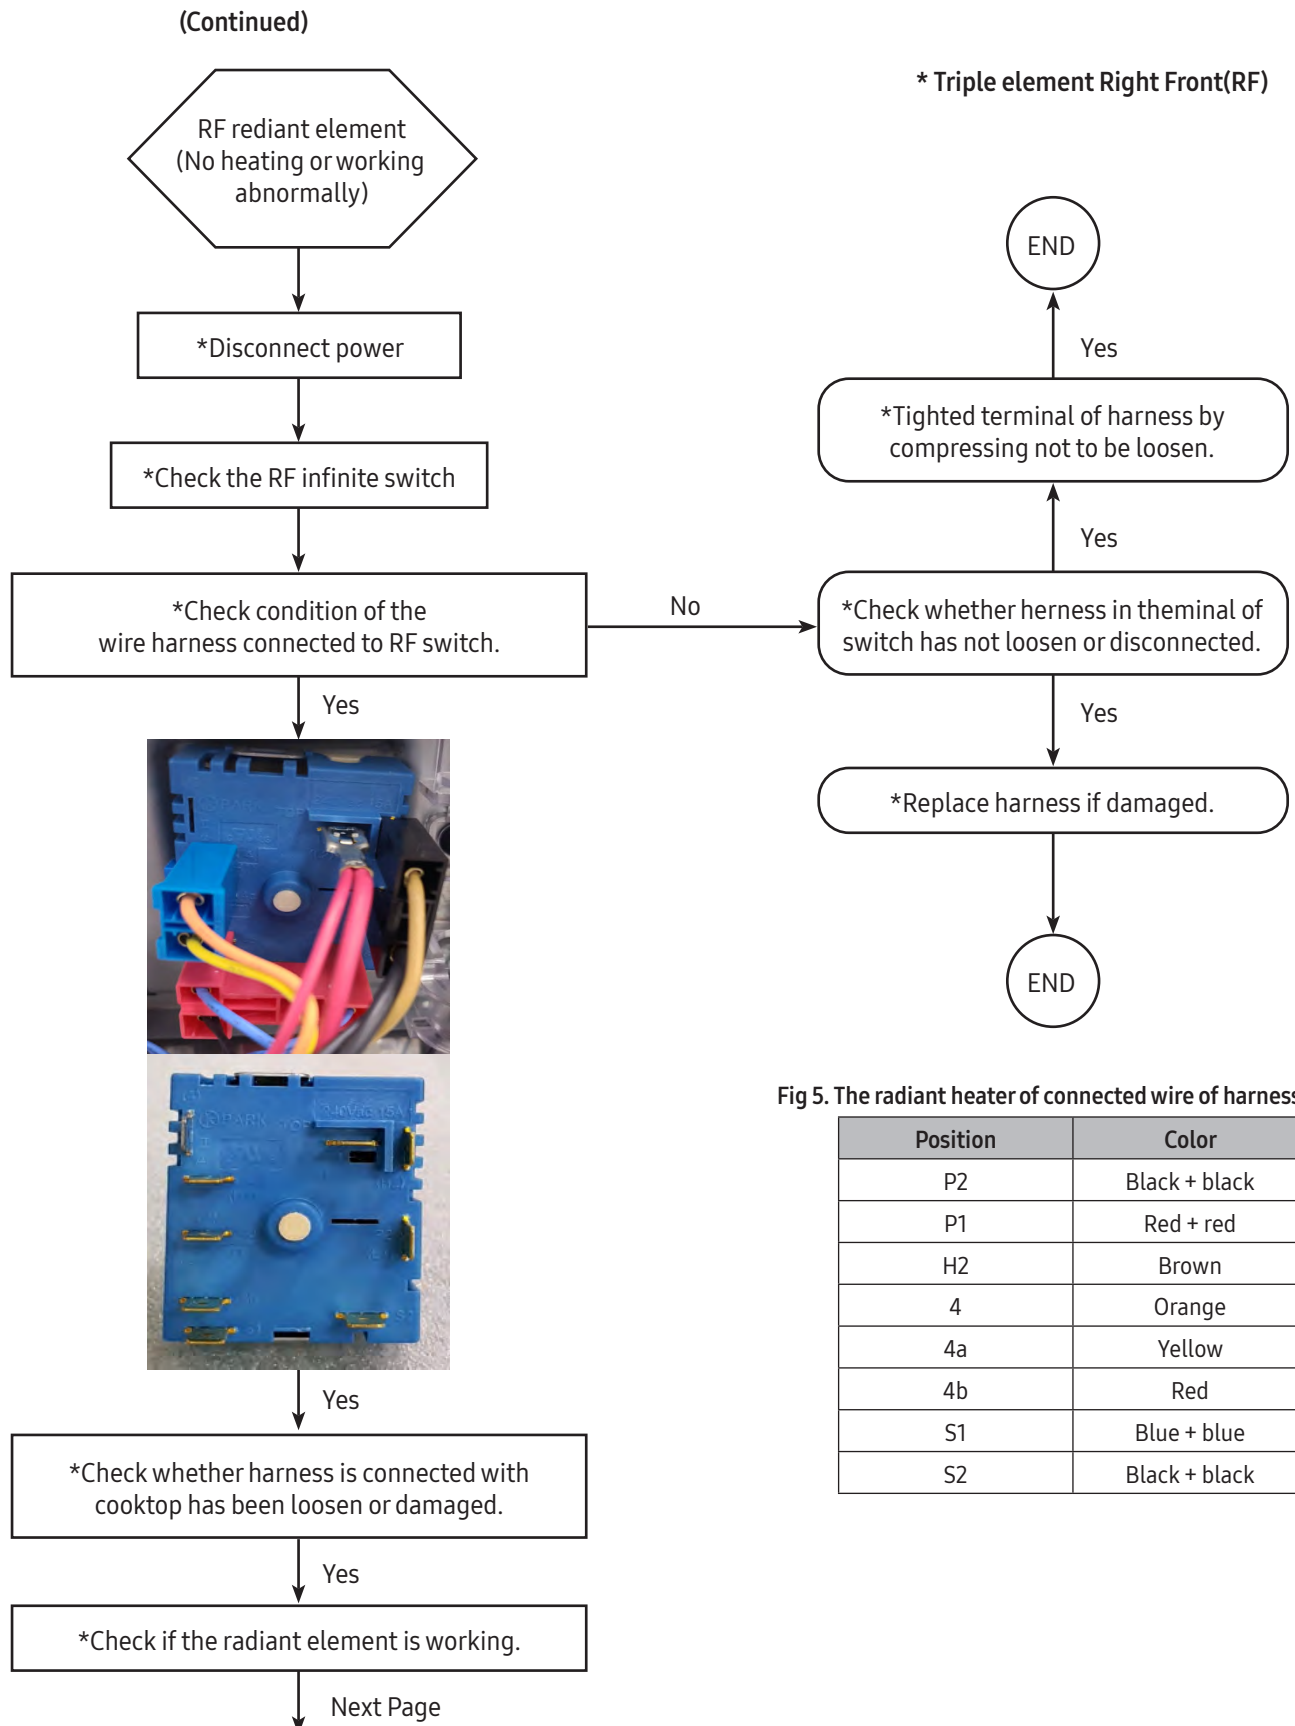 (Continued)
* Triple element Right Front(RF)
RF rediant element
(No heating or working
abnormally)
*Disconnect power
*Check the RF infinite switch
*Check condition of the
wire harness connected to RF switch.
No
Yes
END
Yes
*Tighted terminal of harness by
compressing not to be loosen.
Yes
*Check whether herness in theminal of
switch has not loosen or disconnected.
Yes
*Replace harness if damaged.
END
PARK TOP
PARK TOP 240Vac 15A
Yes
*Check whether harness is connected with
cooktop has been loosen or damaged.
Yes
*Check if the radiant element is working.
Next Page
Fig 5. The radiant heater of connected wire of harness
Position Color
P2 Black + black
P1 Red + red
H2 Brown
4 Orange
4a Yellow
4b Red
S1 Blue + blue
S2 Black + black